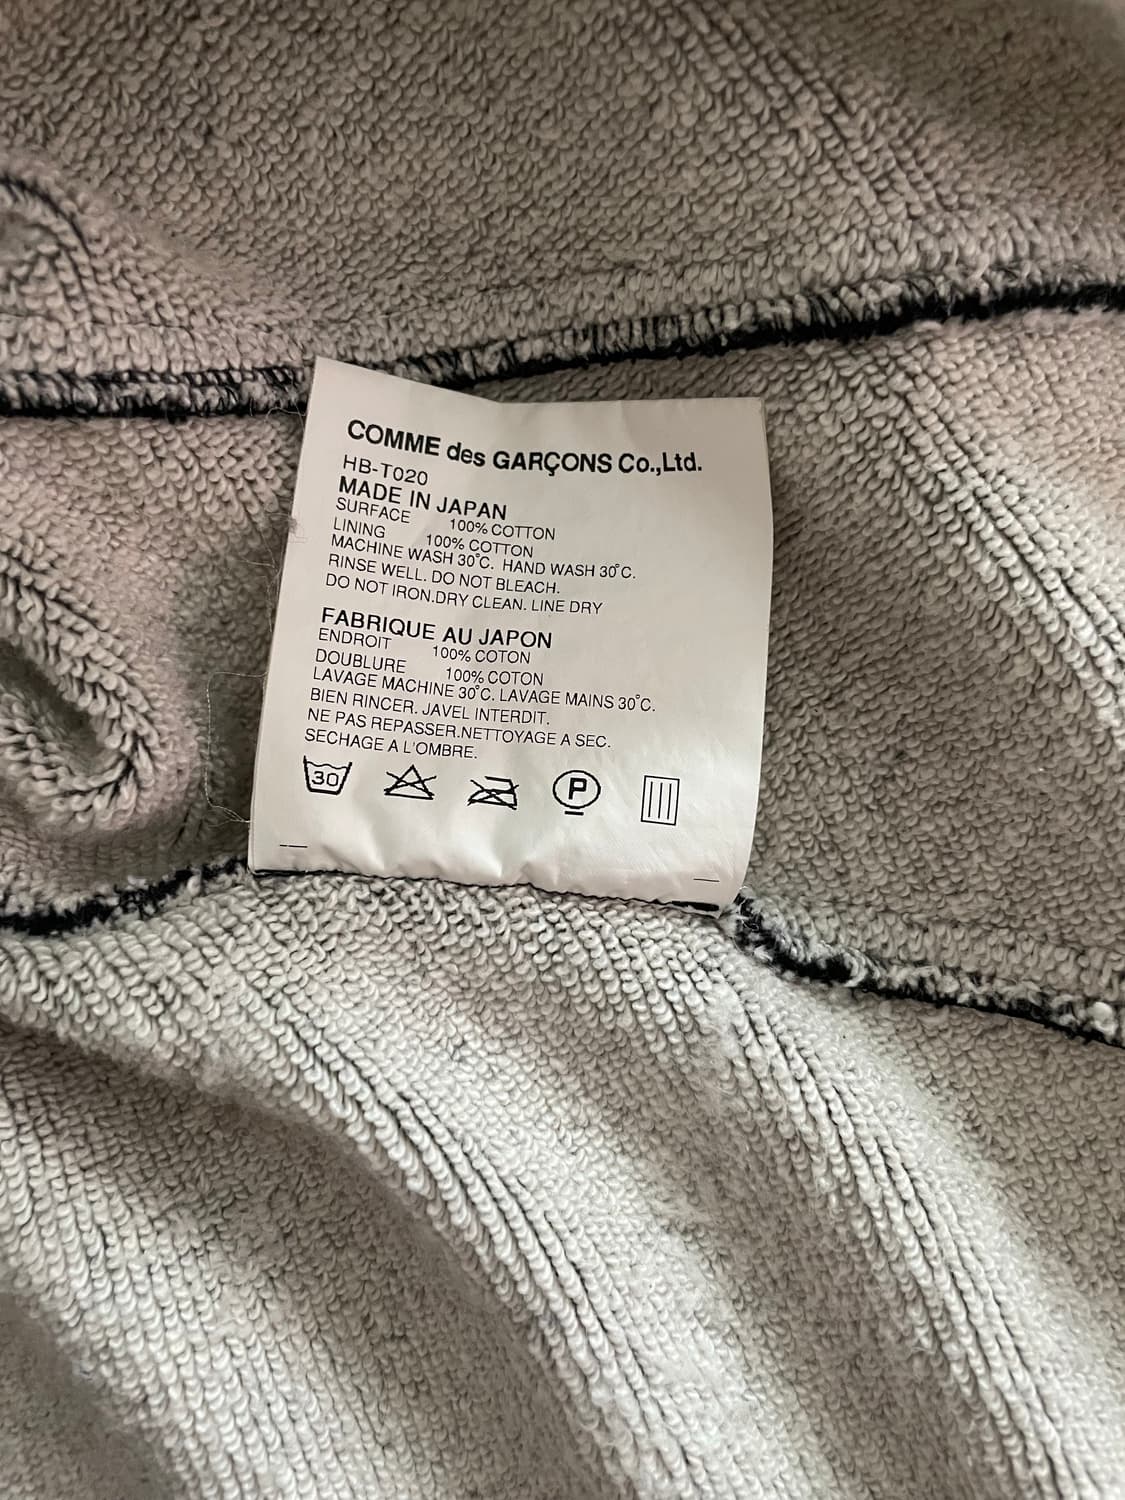 COMME des GARÇONS Co.,Ltd.
HB-T020
MADE IN JAPAN
SURFACE 100% COTTON
LINING 100% COTTON
MACHINE WASH 30°C. HAND WASH 30°C.
RINSE WELL. DO NOT BLEACH.
DO NOT IRON.DRY CLEAN. LINE DRY
FABRIQUE AU JAPON
ENDROIT 100% COTON
DOUBLURE 100% COTON
LAVAGE MACHINE 30°C. LAVAGE MAINS 30°C.
BIEN RINCER. JAVEL INTERDIT.
NE PAS REPASSER.NETTOYAGE A SEC.
SECHAGE A L'OMBRE.
30 P